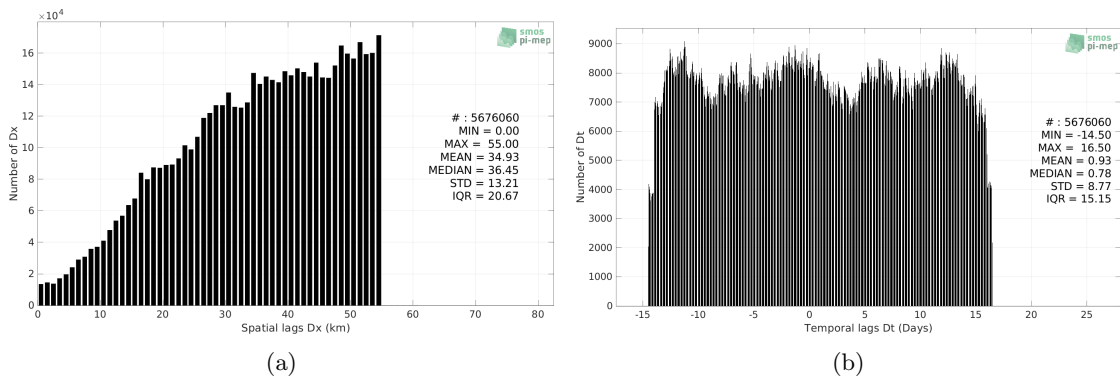 ×10⁴
smos
pi-mep
16
14
12
10
8
6
4
2
0
Number of Dx
# : 5676060
MIN = 0.00
MAX = 55.00
MEAN = 34.93
MEDIAN = 36.45
STD = 13.21
IQR = 20.67
0 10 20 30 40 50 60 70 80
Spatial lags Dx (km)
(a)
smos
pi-mep
9000
8000
7000
6000
5000
4000
3000
2000
1000
0
Number of Dt
# : 5676060
MIN = -14.50
MAX = 16.50
MEAN = 0.93
MEDIAN = 0.78
STD = 8.77
IQR = 15.15
-15 -10 -5 0 5 10 15 20 25
Temporal lags Dt (Days)
(b)